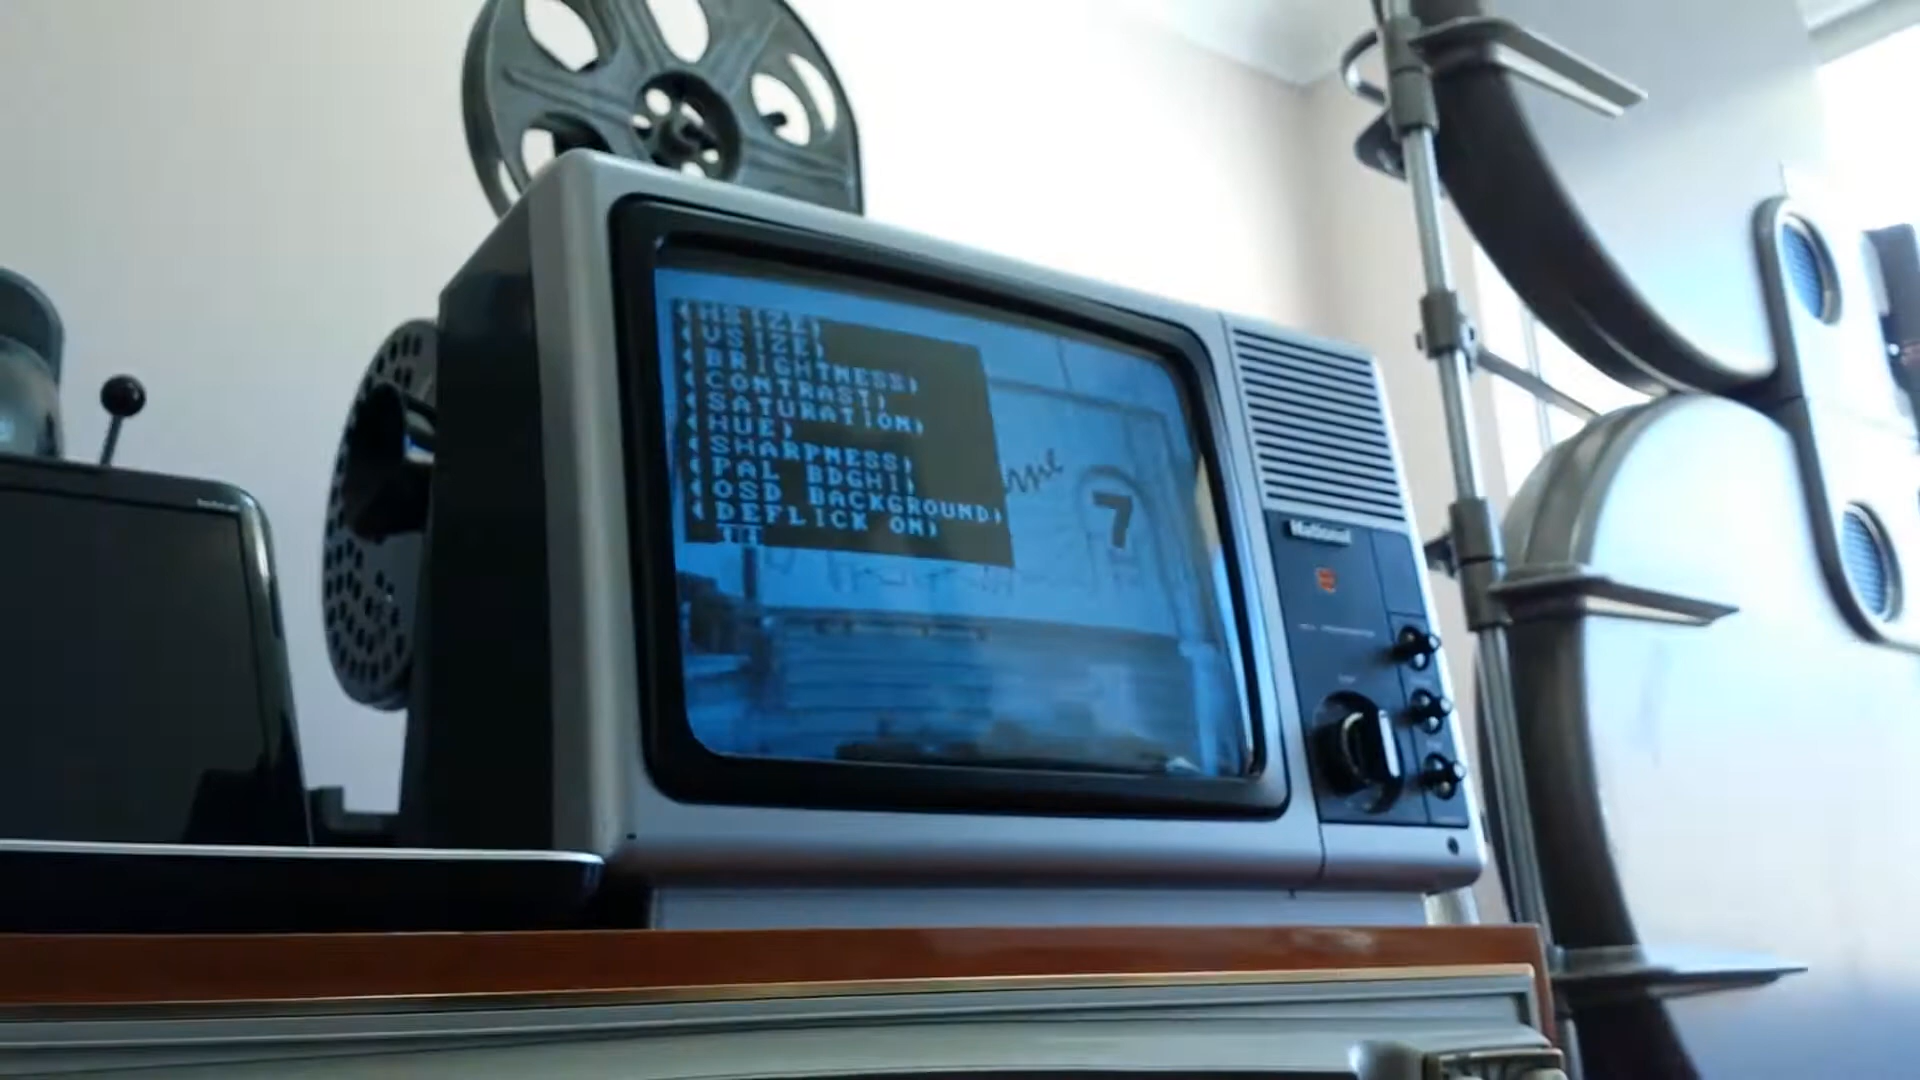 (HSIZE)
(VSIZE)
(BRIGHTNESS)
(CONTRAST)
(SATURATION)
(HUE)
(SHARPNESS)
(PAL BDGHI)
(OSD BACKGROUND)
(DEFLICK ON)
7
National